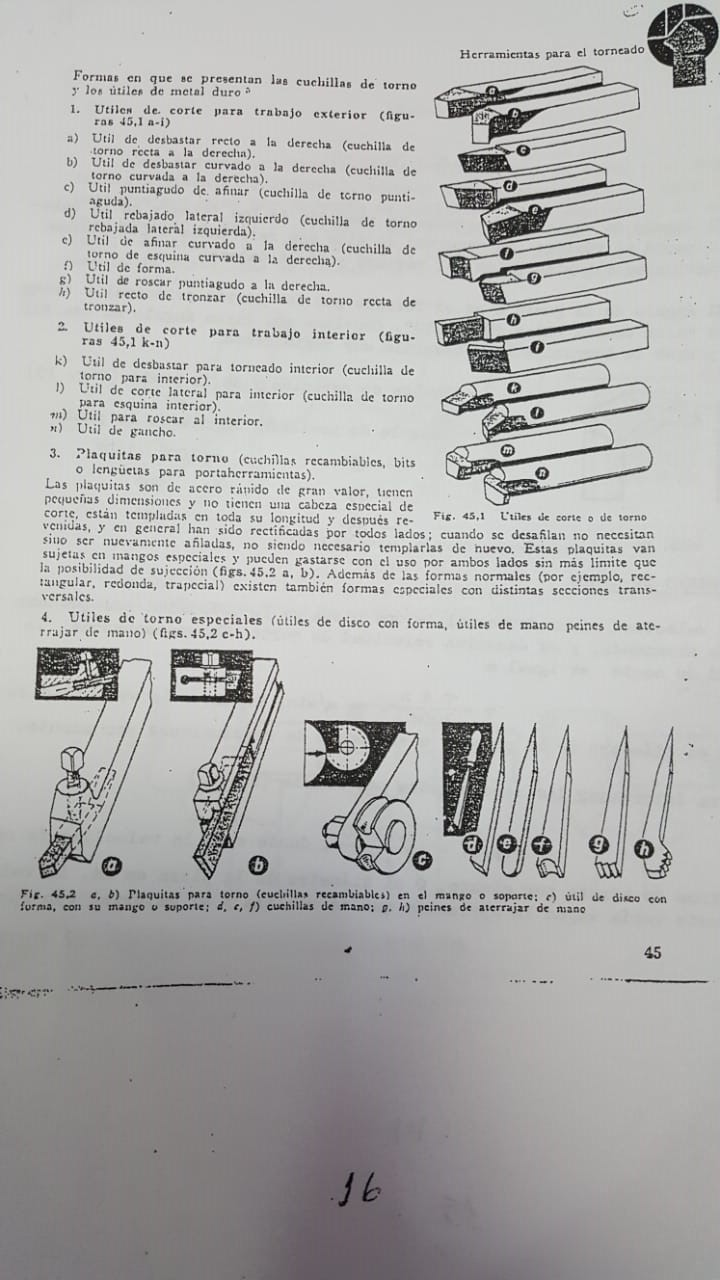 Herramientas para el torneado
Formas en que se presentan las cuchillas de torno
y los útiles de metal duro
1. Utiles de corte para trabajo exterior (figu-
ras 45,1 a-i)
a) Util de desbastar recto a la derecha (cuchilla de
torno recta a la derecha).
b) Util de desbastar curvado a la derecha (cuchilla de
torno curvada a la derecha).
c) Util puntiagudo de afinar (cuchilla de torno punti-
aguda).
d) Util rebajado lateral izquierdo (cuchilla de torno
rebajada lateral izquierda).
e) Util de afinar curvado a la derecha (cuchilla de
torno de esquina curvada a la derecha).
f) Util de forma.
g) Util de roscar puntiagudo a la derecha.
h) Util recto de tronzar (cuchilla de torno recta de
tronzar).
2. Utiles de corte para trabajo interior (figu-
ras 45,1 k-n)
k) Util de desbastar para torneado interior (cuchilla de
torno para interior).
l) Util de corte lateral para interior (cuchilla de torno
para esquina interior).
m) Util para roscar al interior.
n) Util de gancho.
3. Plaquitas para torno (cuchillas recambiables, bits
o lengüetas para portaherramientas).
Las plaquitas son de acero rápido de gran valor, tienen
pequeñas dimensiones y no tienen una cabeza especial de
corte, están templadas en toda su longitud y después re-
venidas, y en general han sido rectificadas por todos lados; cuando se desafilan no necesitan
sino ser nuevamente afiladas, no siendo necesario templarlas de nuevo. Estas plaquitas van
sujetas en mangos especiales y pueden gastarse con el uso por ambos lados sin más límite que
la posibilidad de sujección (figs. 45,2 a, b). Además de las formas normales (por ejemplo, rec-
tangular, redonda, trapecial) existen también formas especiales con distintas secciones trans-
versales.
a
b
c
d
e
f
g
h
i
k
l
m
n
Fig. 45,1 Utiles de corte o de torno
4. Utiles de torno especiales (útiles de disco con forma, útiles de mano peines de ate-
rrajar de mano) (figs. 45,2 c-h).
a
b
c
d
e
f
g
h
Fig. 45,2 a, b) Plaquitas para torno (cuchillas recambiables) en el mango o soporte; c) útil de disco con
forma, con su mango o suporte; d, e, f) cuchillas de mano; g, h) peines de aterrajar de mano
45
16